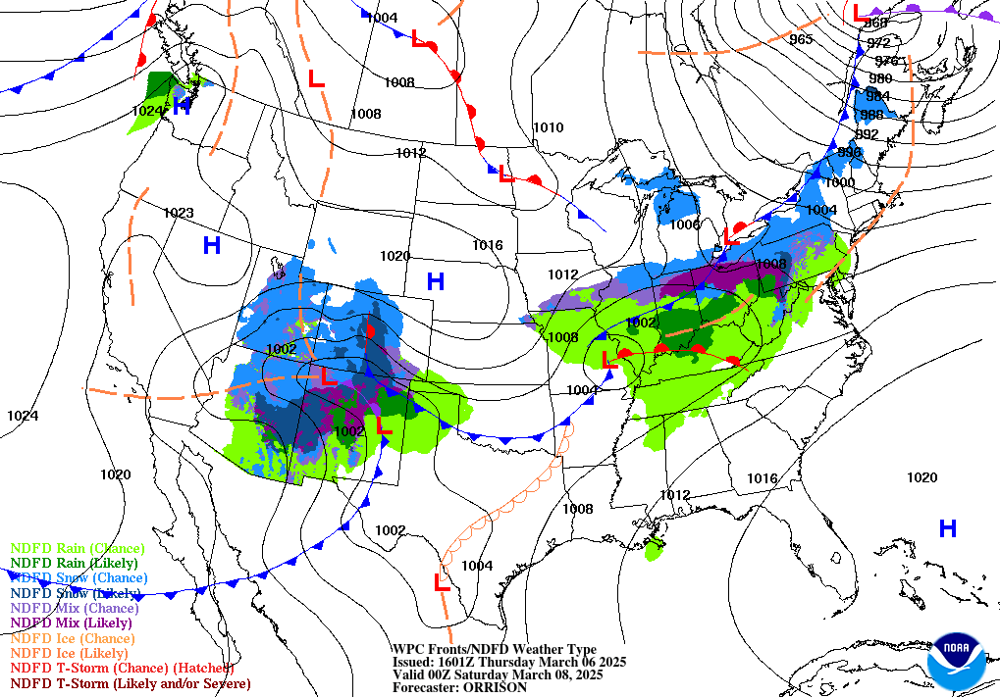 1004
L
965
L
968
972
976
980
984
988
992
996
1000
1004
L
1008
1008
1024
H
1010
1012
L
1023
H
1016
1020
H
1012
1006
L
1008
1002
1008
1002
L
L
1004
1002
L
1024
1020
1008
1012
1016
1020
H
1002
1004
L
NDFD Rain (Chance)
NDFD Rain (Likely)
NDFD Snow (Chance)
NDFD Snow (Likely)
NDFD Mix (Chance)
NDFD Mix (Likely)
NDFD Ice (Chance)
NDFD Ice (Likely)
NDFD T-Storm (Chance) (Hatched)
NDFD T-Storm (Likely and/or Severe)
WPC Fronts/NDFD Weather Type
Issued: 1601Z Thursday March 06 2025
Valid 00Z Saturday March 08, 2025
Forecaster: ORRISON
NOAA